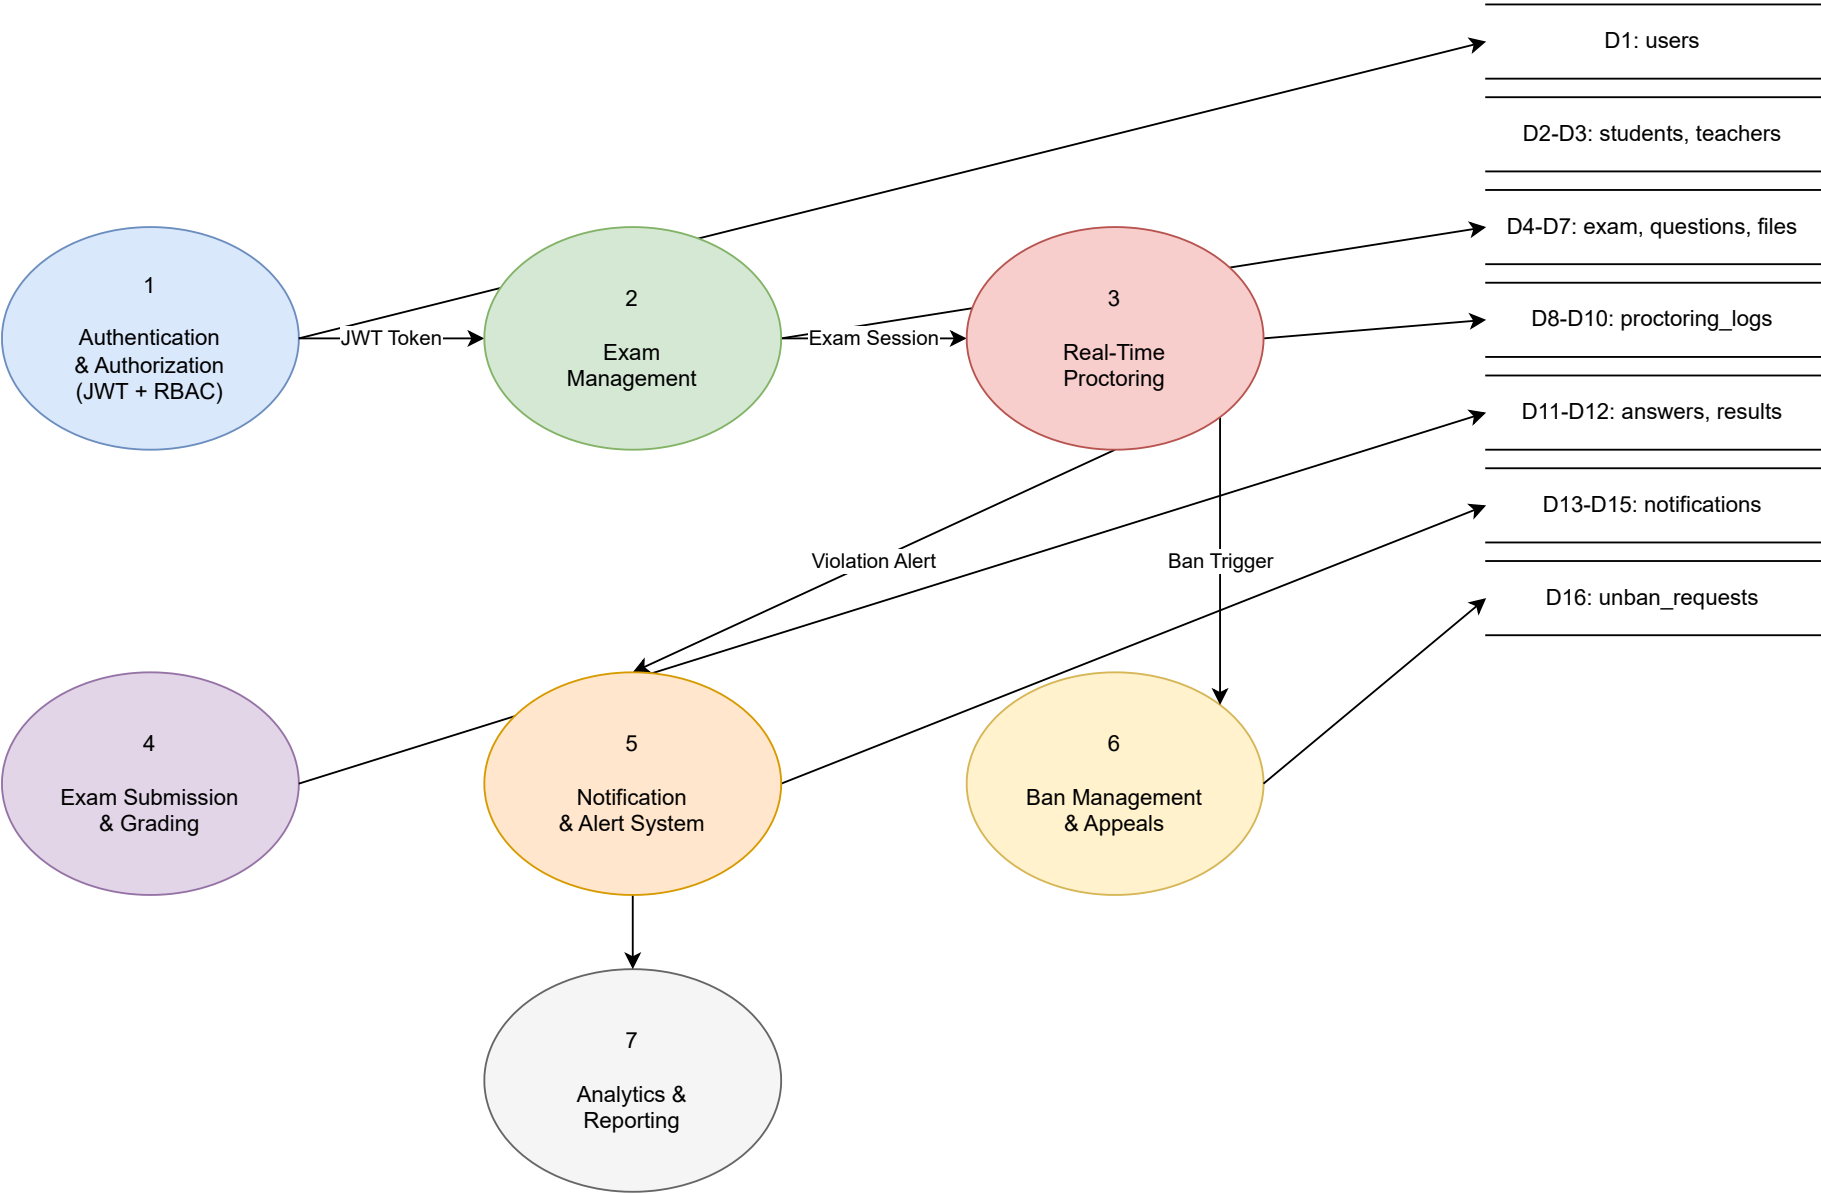 D1: users
D2-D3: students, teachers
D4-D7: exam, questions, files
D8-D10: proctoring_logs
D11-D12: answers, results
D13-D15: notifications
D16: unban_requests
1
Authentication
& Authorization
(JWT + RBAC)
JWT Token
2
Exam
Management
Exam Session
3
Real-Time
Proctoring
Violation Alert
Ban Trigger
4
Exam Submission
& Grading
5
Notification
& Alert System
6
Ban Management
& Appeals
7
Analytics &
Reporting